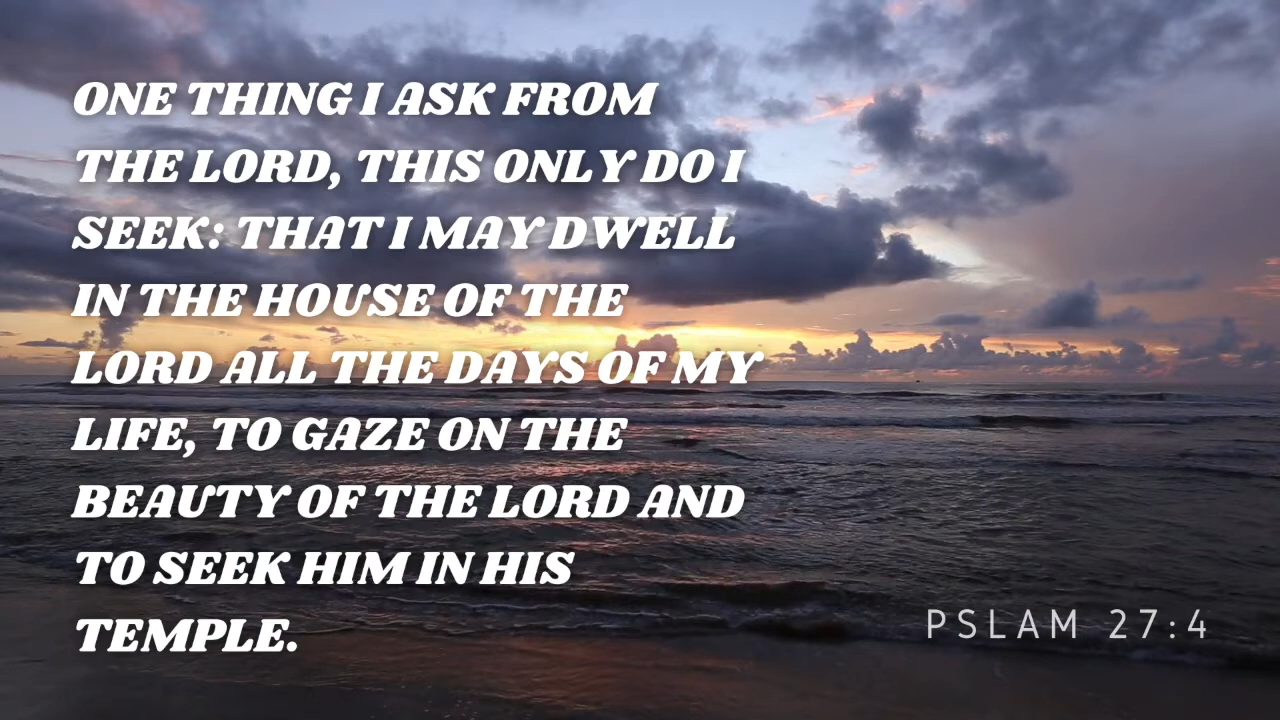 ONE THING I ASK FROM
THE LORD, THIS ONLY DO I
SEEK: THAT I MAY DWELL
IN THE HOUSE OF THE
LORD ALL THE DAYS OF MY
LIFE, TO GAZE ON THE
BEAUTY OF THE LORD AND
TO SEEK HIM IN HIS
TEMPLE.
PSLAM 27:4